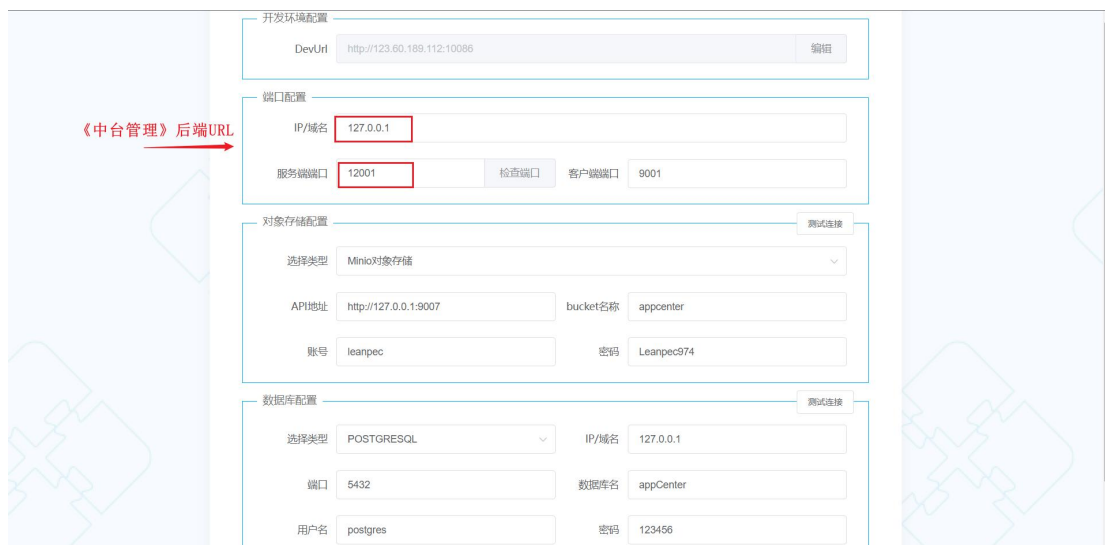 开发环境配置
DevUrl http://123.60.189.112:10086 编辑
端口配置
《中台管理》后端URL
IP/域名 127.0.0.1
服务端端口 12001 检查端口 客户端端口 9001
对象存储配置 测试连接
选择类型 Minio对象存储
API地址 http://127.0.0.1:9007 bucket名称 appcenter
账号 leanpec 密码 Leanpec974
数据库配置 测试连接
选择类型 POSTGRESQL IP/域名 127.0.0.1
端口 5432 数据库名 appCenter
用户名 postgres 密码 123456